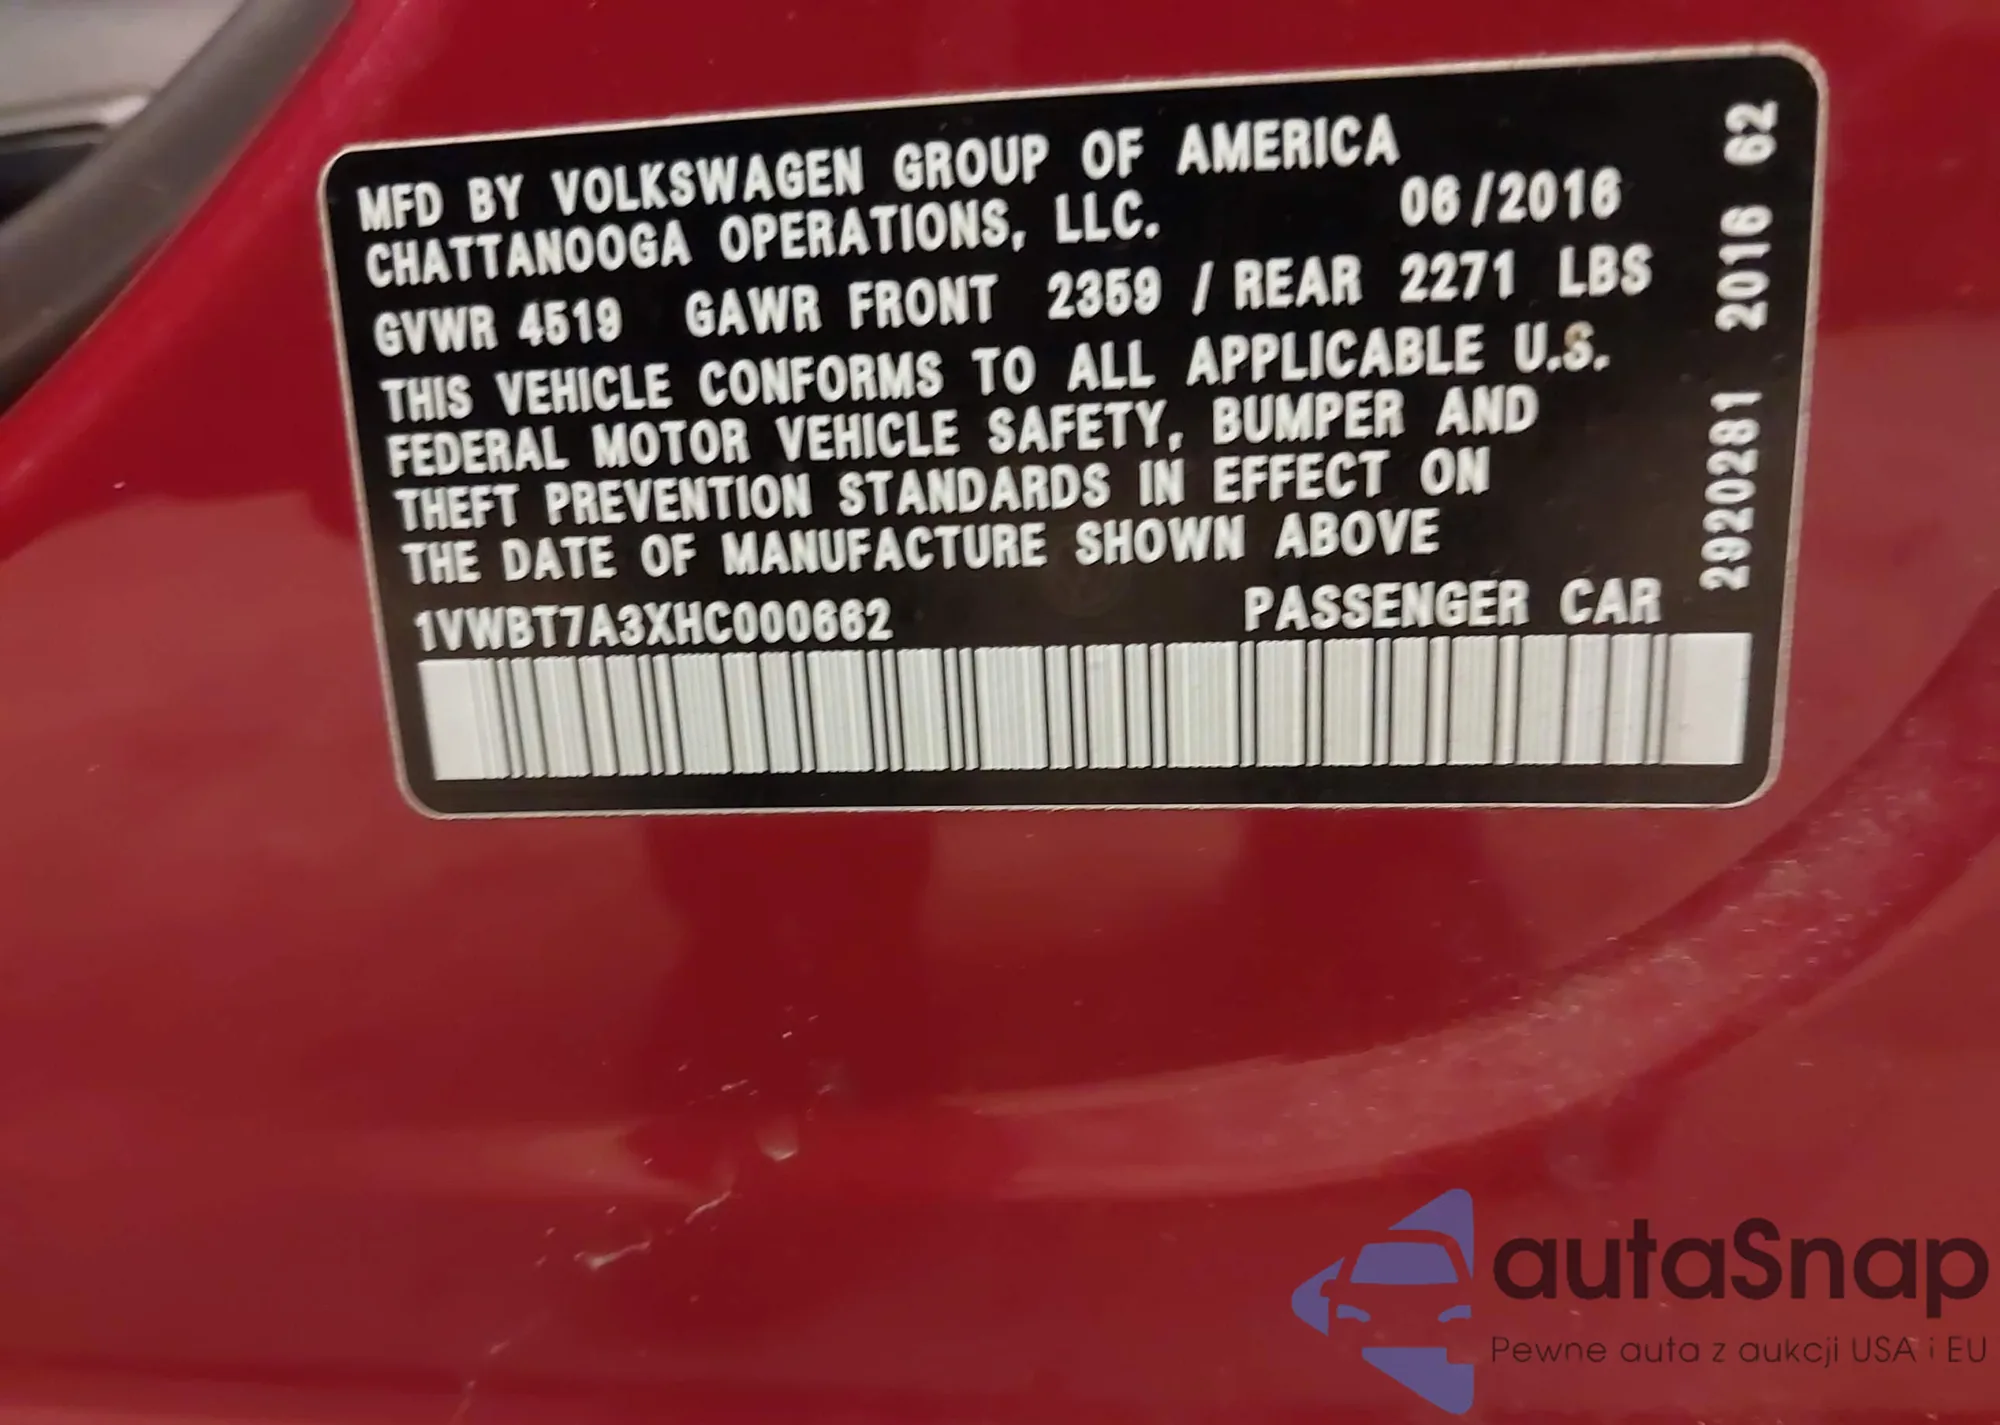 MFD BY VOLKSWAGEN GROUP OF AMERICA
CHATTANOOGA OPERATIONS, LLC. 06/2016
GVWR 4519 GAWR FRONT 2359 / REAR 2271 LBS
THIS VEHICLE CONFORMS TO ALL APPLICABLE U.S.
FEDERAL MOTOR VEHICLE SAFETY, BUMPER AND
THEFT PREVENTION STANDARDS IN EFFECT ON
THE DATE OF MANUFACTURE SHOWN ABOVE
1VWBT7A3XHC000662 PASSENGER CAR
2920281 2016 62
autaSnap
Pewne auta z aukcji USA i EU